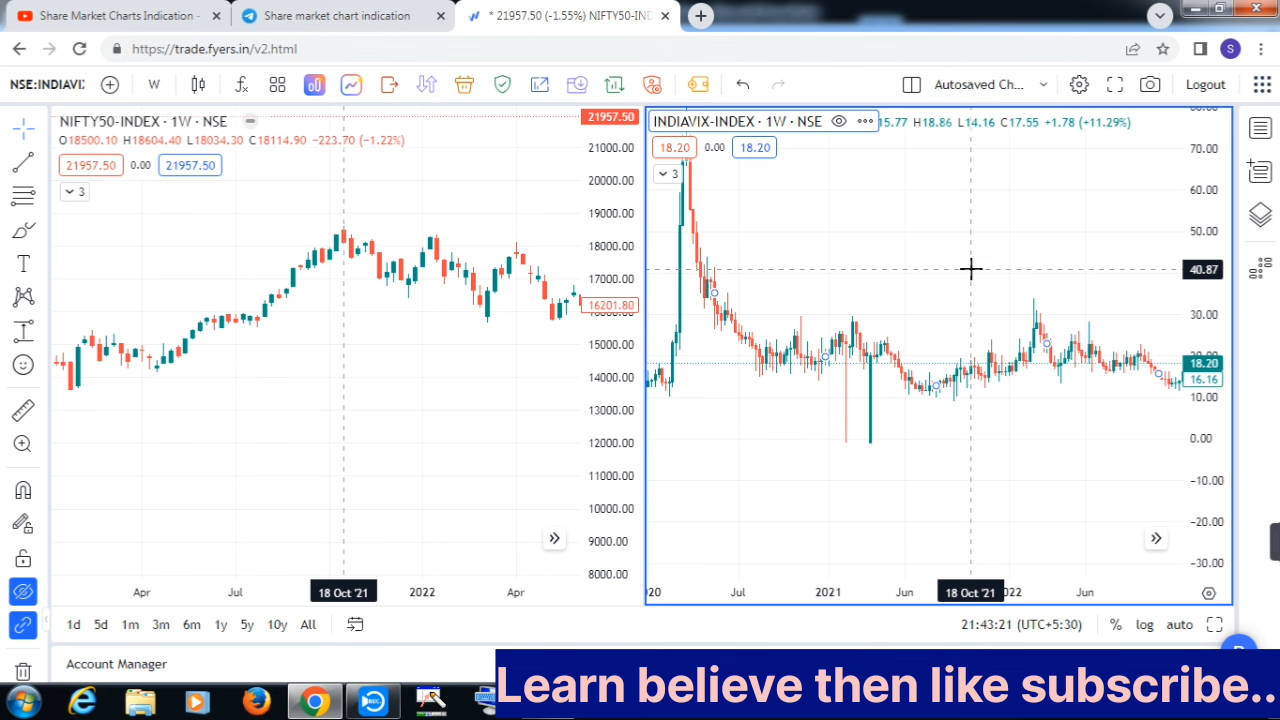 Share Market Charts Indication -
Share market chart indication
* 21957.50 (-1.55%) NIFTY50-IND
https://trade.fyers.in/v2.html
S
NSE:INDIAVI
W
Autosaved Ch...
Logout
NIFTY50-INDEX · 1W · NSE
O18500.10 H18604.40 L18034.30 C18114.90 -223.70 (-1.22%)
21957.50 0.00 21957.50
3
21957.50
21000.00
20000.00
19000.00
18000.00
17000.00
16201.80
16000.00
15000.00
14000.00
13000.00
12000.00
11000.00
10000.00
9000.00
8000.00
Apr Jul 18 Oct '21 2022 Apr
INDIAVIX-INDEX · 1W · NSE
15.77 H18.86 L14.16 C17.55 +1.78 (+11.29%)
18.20 0.00 18.20
3
80.00
70.00
60.00
50.00
40.87
30.00
20.00
18.20
16.16
10.00
0.00
-10.00
-20.00
-30.00
020 Jul 2021 Jun 18 Oct '21 2022 Jun
1d 5d 1m 3m 6m 1y 5y 10y All
21:43:21 (UTC+5:30) % log auto
Account Manager
Learn believe then like subscribe..